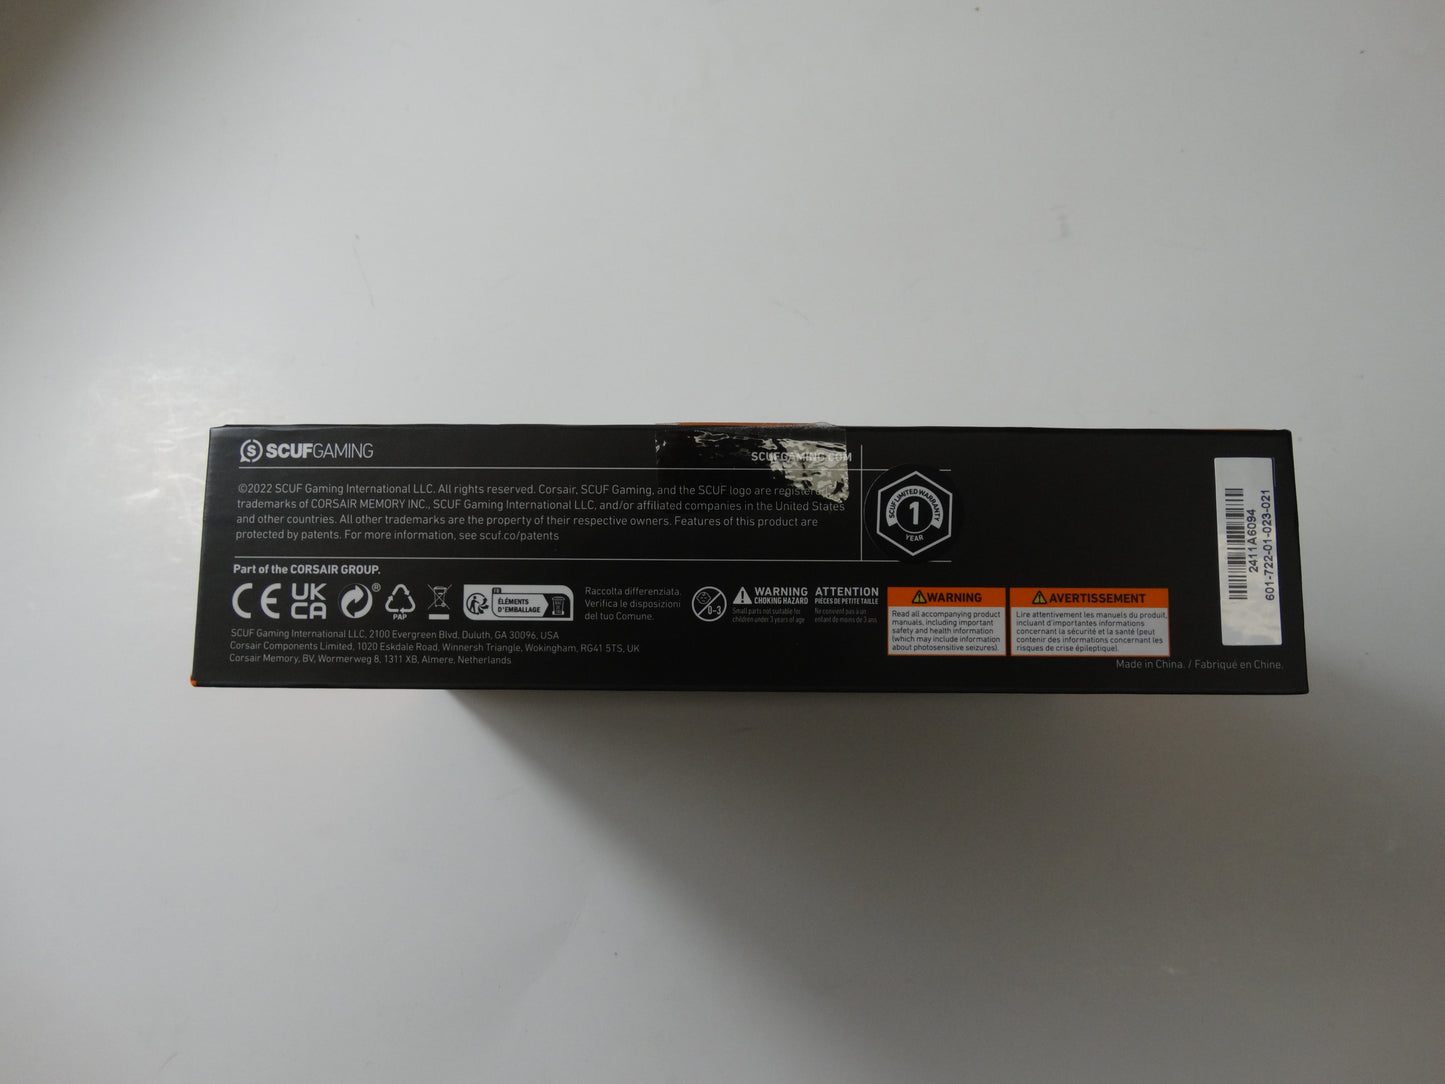 SCUFGAMING
SCUFGAMING.COM
©2022 SCUF Gaming International LLC. All rights reserved. Corsair, SCUF Gaming, and the SCUF logo are registered
trademarks of CORSAIR MEMORY INC., SCUF Gaming International LLC, and/or affiliated companies in the United States
and other countries. All other trademarks are the property of their respective owners. Features of this product are
protected by patents. For more information, see scuf.co/patents
SCUF LIMITED WARRANTY
1
YEAR
Part of the CORSAIR GROUP.
CE
UK
CA
®
PAP
FR
ÉLÉMENTS
D'EMBALLAGE
Raccolta differenziata.
Verifica le disposizioni
del tuo Comune.
0-3
WARNING
CHOKING HAZARD
Small parts not suitable for
children under 3 years of age
ATTENTION
PIÈCES DE PETITE TAILLE
Ne convient pas à un
enfant de moins de 3 ans
WARNING
Read all accompanying product
manuals, including important
safety and health information
(which may include information
about photosensitive seizures).
AVERTISSEMENT
Lire attentivement les manuels du produit,
incluant d'importantes informations
concernant la sécurité et la santé (peut
contenir des informations concernant les
risques de crise épileptique).
SCUF Gaming International LLC, 2100 Evergreen Blvd, Duluth, GA 30096, USA
Corsair Components Limited, 1020 Eskdale Road, Winnersh Triangle, Wokingham, RG41 5TS, UK
Corsair Memory, BV, Wormerweg 8, 1311 XB, Almere, Netherlands
Made in China. / Fabriqué en Chine.
2411A6094
601-722-01-023-021